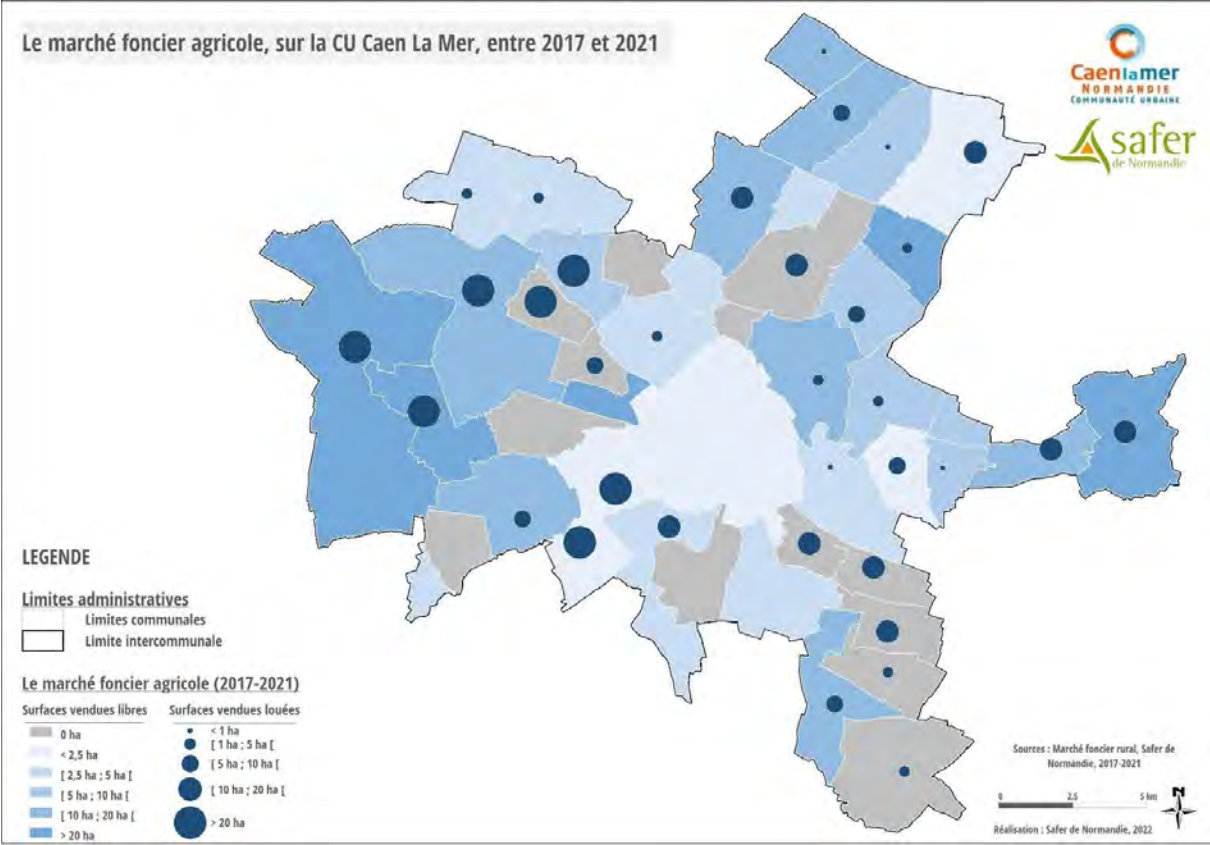 Le marché foncier agricole, sur la CU Caen La Mer, entre 2017 et 2021
Caenlamer
NORMANDIE
COMMUNAUTÉ URBAINE
safer
de Normandie
LEGENDE
Limites administratives
Limites communales
Limite intercommunale
Le marché foncier agricole (2017-2021)
Surfaces vendues libres
0 ha
< 2,5 ha
[ 2,5 ha ; 5 ha [
[ 5 ha ; 10 ha [
[ 10 ha ; 20 ha [
> 20 ha
Surfaces vendues louées
< 1 ha
[ 1 ha ; 5 ha [
[ 5 ha ; 10 ha [
[ 10 ha ; 20 ha [
> 20 ha
Sources : Marché foncier rural, Safer de
Normandie, 2017-2021
0 2.5 5 km
N
Réalisation : Safer de Normandie, 2022